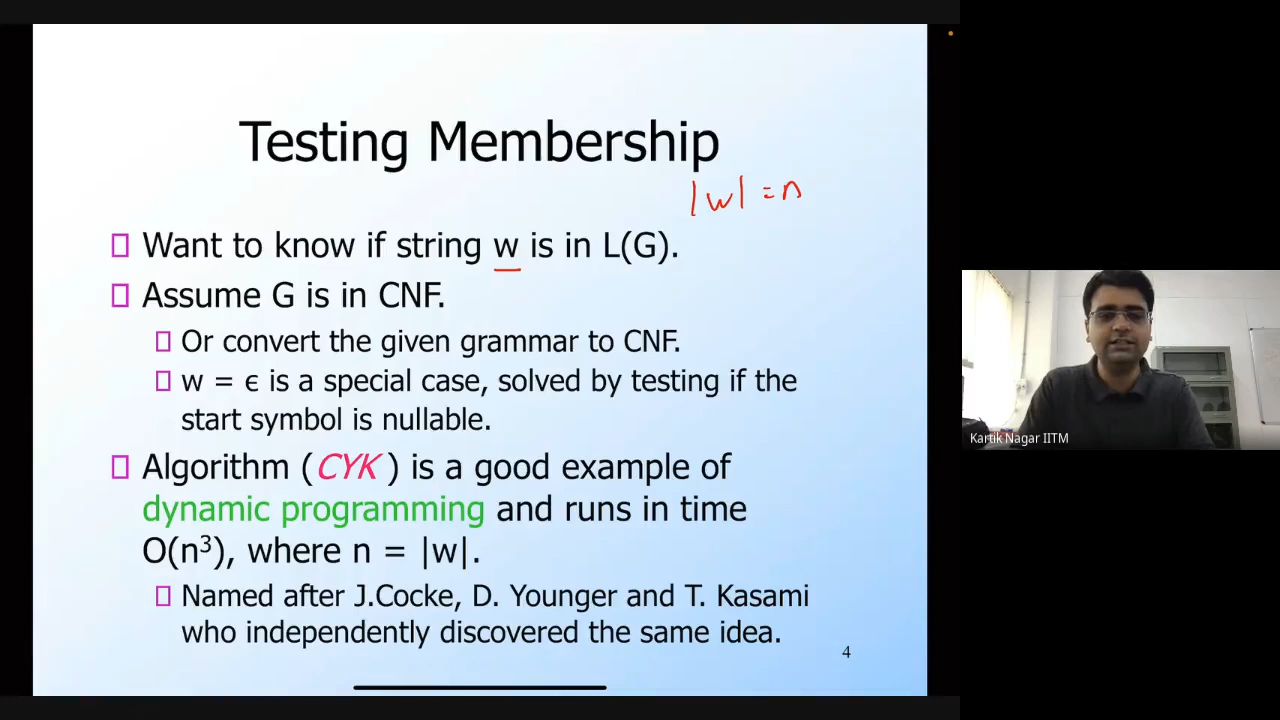 Testing Membership
|w| = n
Want to know if string w is in L(G).
Assume G is in CNF.
Or convert the given grammar to CNF.
w = ϵ is a special case, solved by testing if the
start symbol is nullable.
Algorithm (CYK ) is a good example of
dynamic programming and runs in time
O(n³), where n = |w|.
Named after J.Cocke, D. Younger and T. Kasami
who independently discovered the same idea.
4
Kartik Nagar IITM